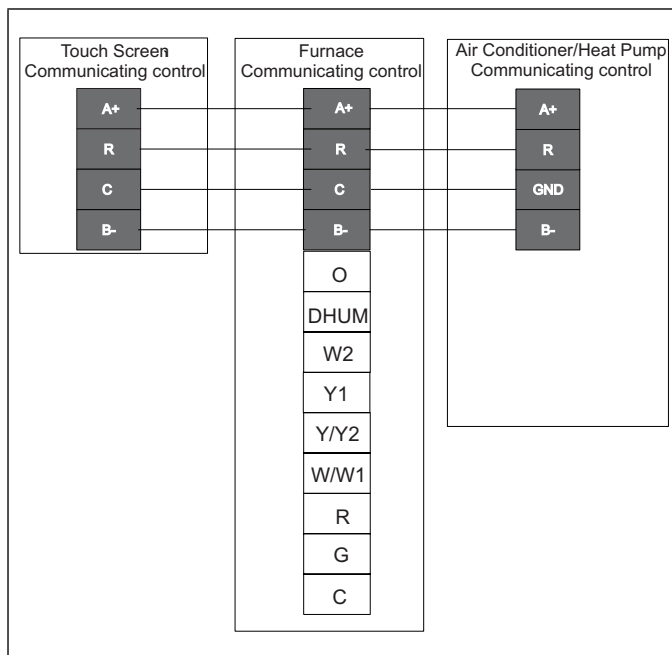 Touch Screen
Communicating control
A+
R
C
B-
Furnace
Communicating control
A+
R
C
B-
O
DHUM
W2
Y1
Y/Y2
W/W1
R
G
C
Air Conditioner/Heat Pump
Communicating control
A+
R
GND
B-